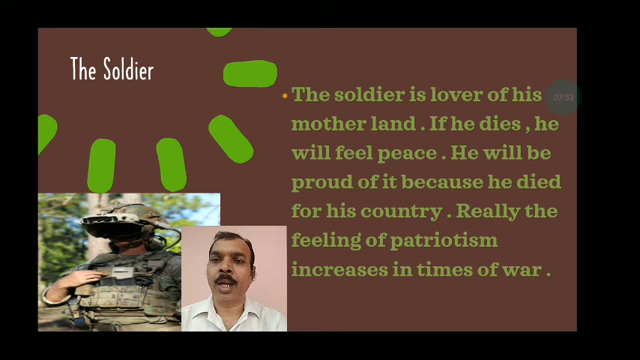 The Soldier
• The soldier is lover of his
mother land . If he dies , he
will feel peace . He will be
proud of it because he died
for his country . Really the
feeling of patriotism
increases in times of war .
07:33